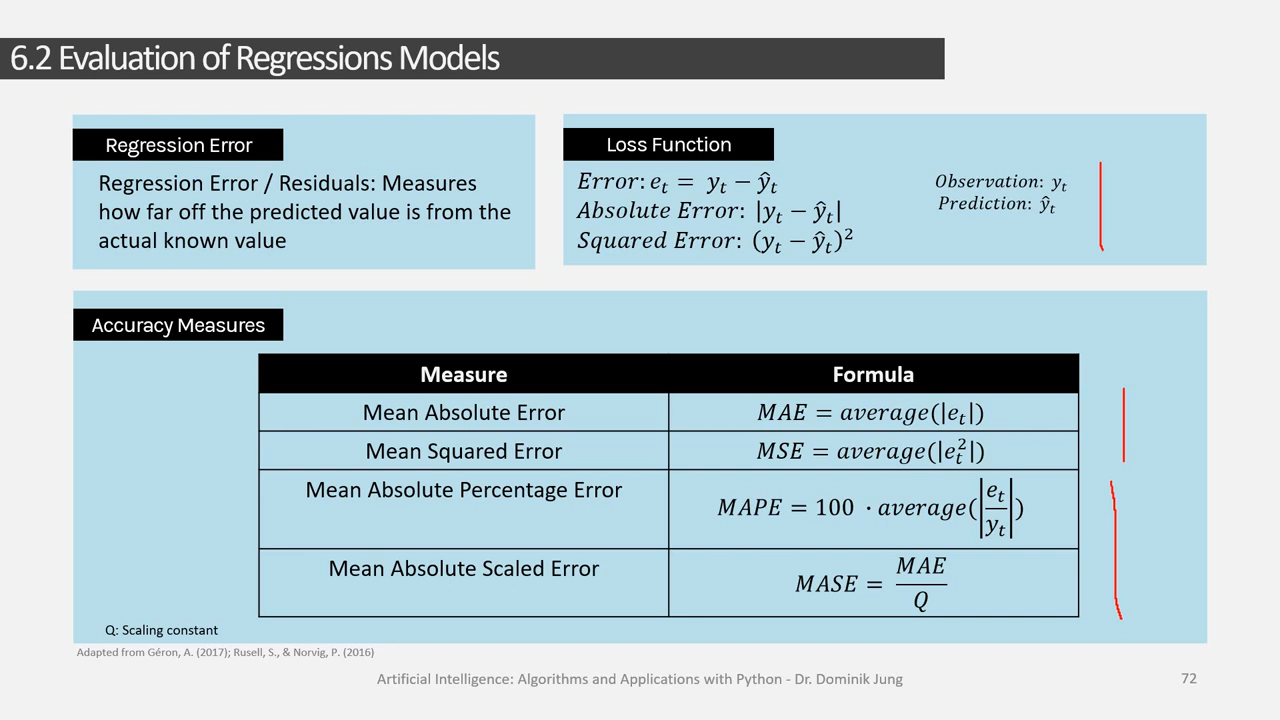 6.2 Evaluation of Regressions Models
Regression Error
Regression Error / Residuals: Measures
how far off the predicted value is from the
actual known value
Loss Function
Error: e_t = y_t − ŷ_t
Absolute Error: |y_t − ŷ_t|
Squared Error: (y_t − ŷ_t)²
Observation: y_t
Prediction: ŷ_t
Accuracy Measures
Measure Formula
Mean Absolute Error MAE = average(|e_t|)
Mean Squared Error MSE = average(|e_t²|)
Mean Absolute Percentage Error MAPE = 100 · average(|e_t / y_t|)
Mean Absolute Scaled Error MASE = MAE / Q
Q: Scaling constant
Adapted from Géron, A. (2017); Rusell, S., & Norvig, P. (2016)
Artificial Intelligence: Algorithms and Applications with Python - Dr. Dominik Jung
72